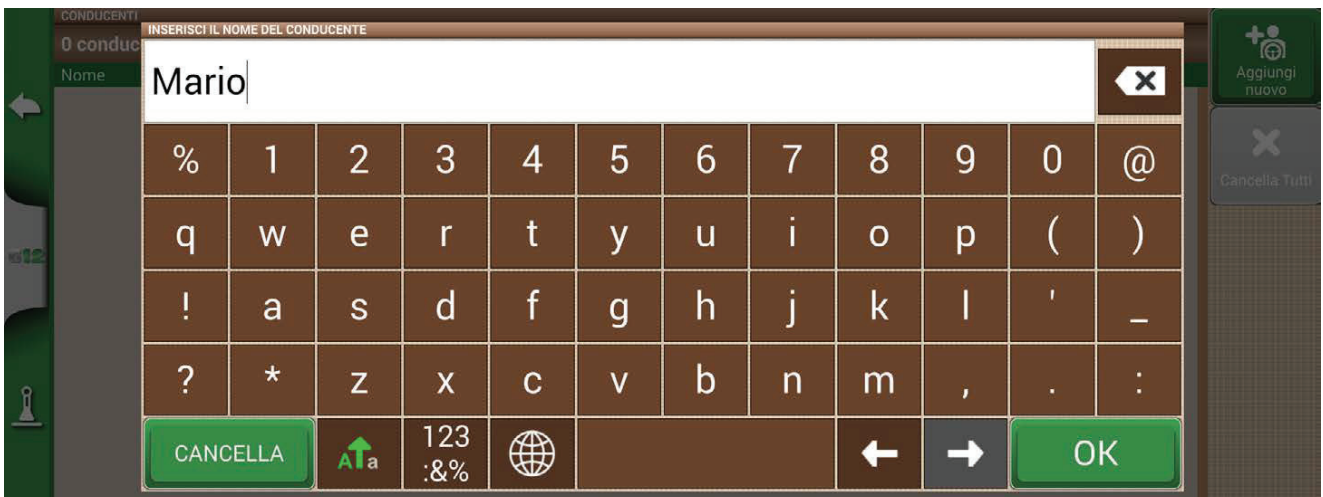 CONDUCENTI
INSERISCI IL NOME DEL CONDUCENTE
0 conduc
Nome
Mario
Aggiungi
nuovo
Cancella Tutti
% 1 2 3 4 5 6 7 8 9 0 @
q w e r t y u i o p ( )
! a s d f g h j k l ' _
? * z x c v b n m , . :
CANCELLA
A a
123
:&%
OK